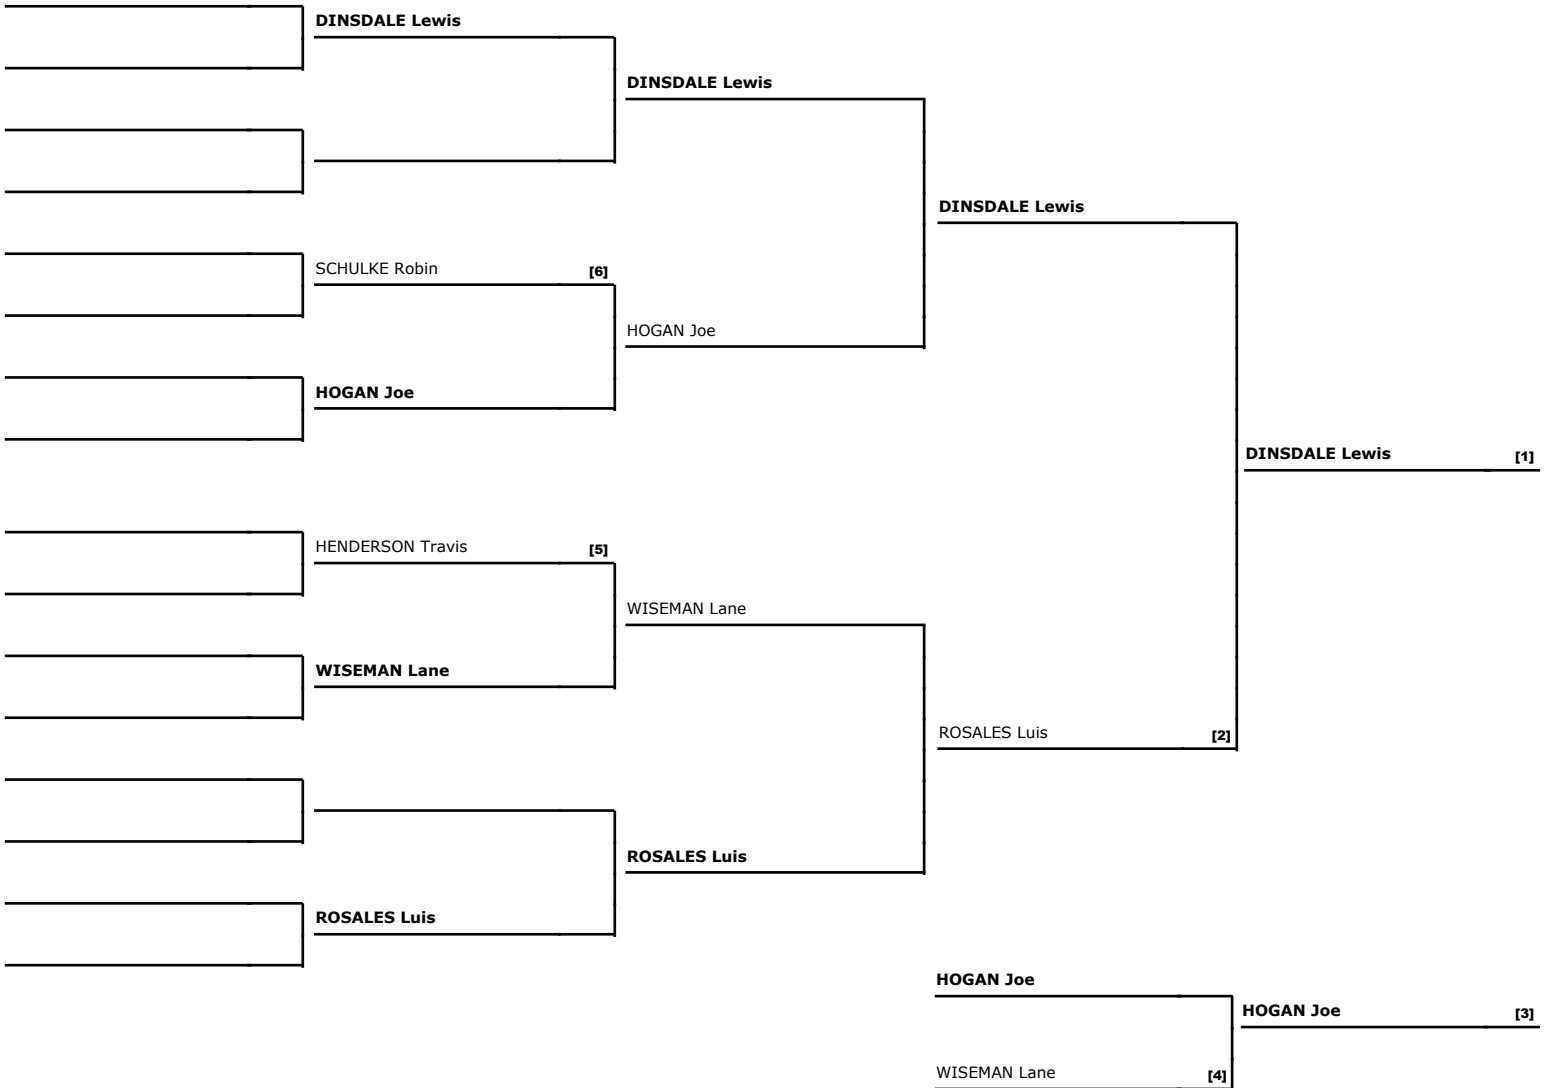 DINSDALE Lewis
DINSDALE Lewis
DINSDALE Lewis
SCHULKE Robin [6]
HOGAN Joe
HOGAN Joe
DINSDALE Lewis [1]
HENDERSON Travis [5]
WISEMAN Lane
WISEMAN Lane
ROSALES Luis [2]
ROSALES Luis
ROSALES Luis
HOGAN Joe
HOGAN Joe [3]
WISEMAN Lane [4]